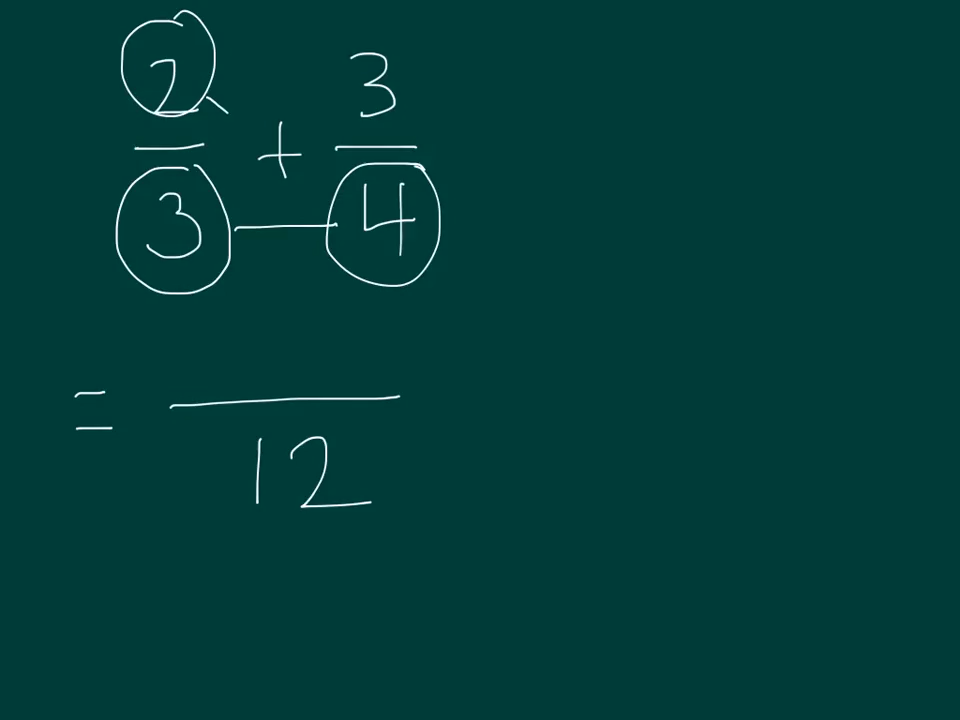 2/3 + 3/4
= /12